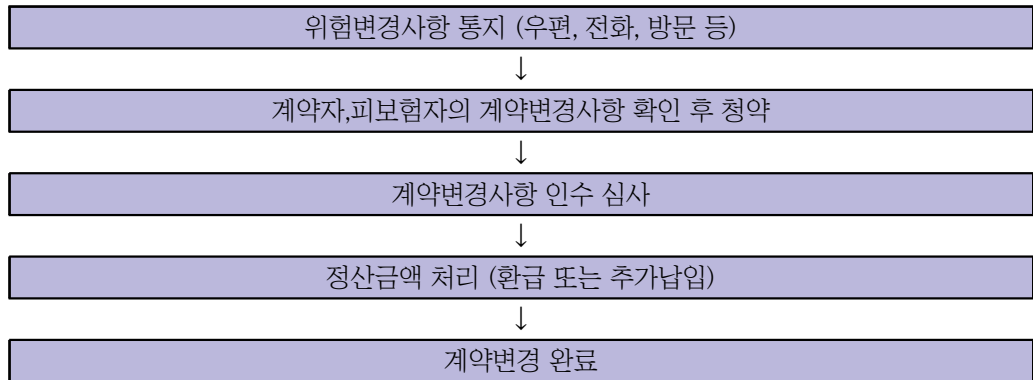 위험변경사항 통지 (우편, 전화, 방문 등)
↓
계약자,피보험자의 계약변경사항 확인 후 청약
↓
계약변경사항 인수 심사
↓
정산금액 처리 (환급 또는 추가납입)
↓
계약변경 완료